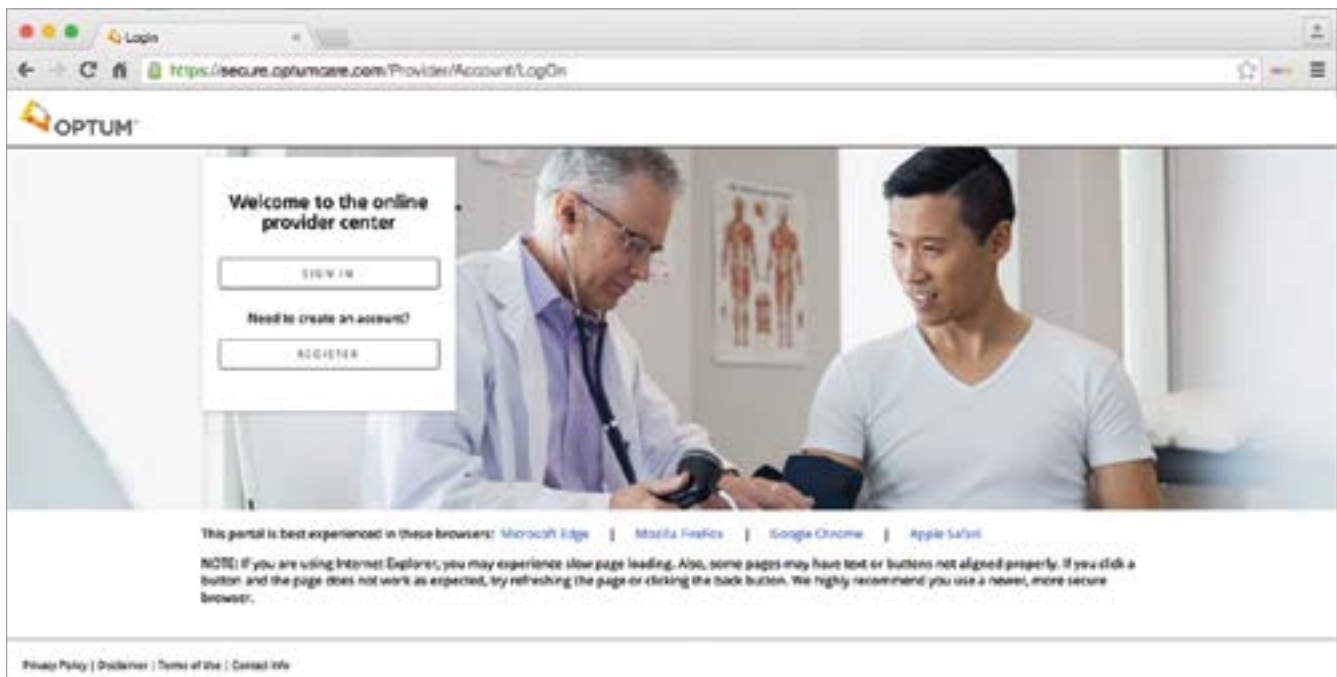 Login
https://secure.optumcare.com/Provider/Account/LogOn
OPTUM™
Welcome to the online
provider center
SIGN IN
Need to create an account?
REGISTER
This portal is best experienced in these browsers: Microsoft Edge | Mozilla FireFox | Google Chrome | Apple Safari
NOTE: If you are using Internet Explorer, you may experience slow page loading. Also, some pages may have text or buttons not aligned properly. If you click a
button and the page does not work as expected, try refreshing the page or clicking the back button. We highly recommend you use a newer, more secure
browser.
Privacy Policy | Disclaimer | Terms of Use | Contact Info